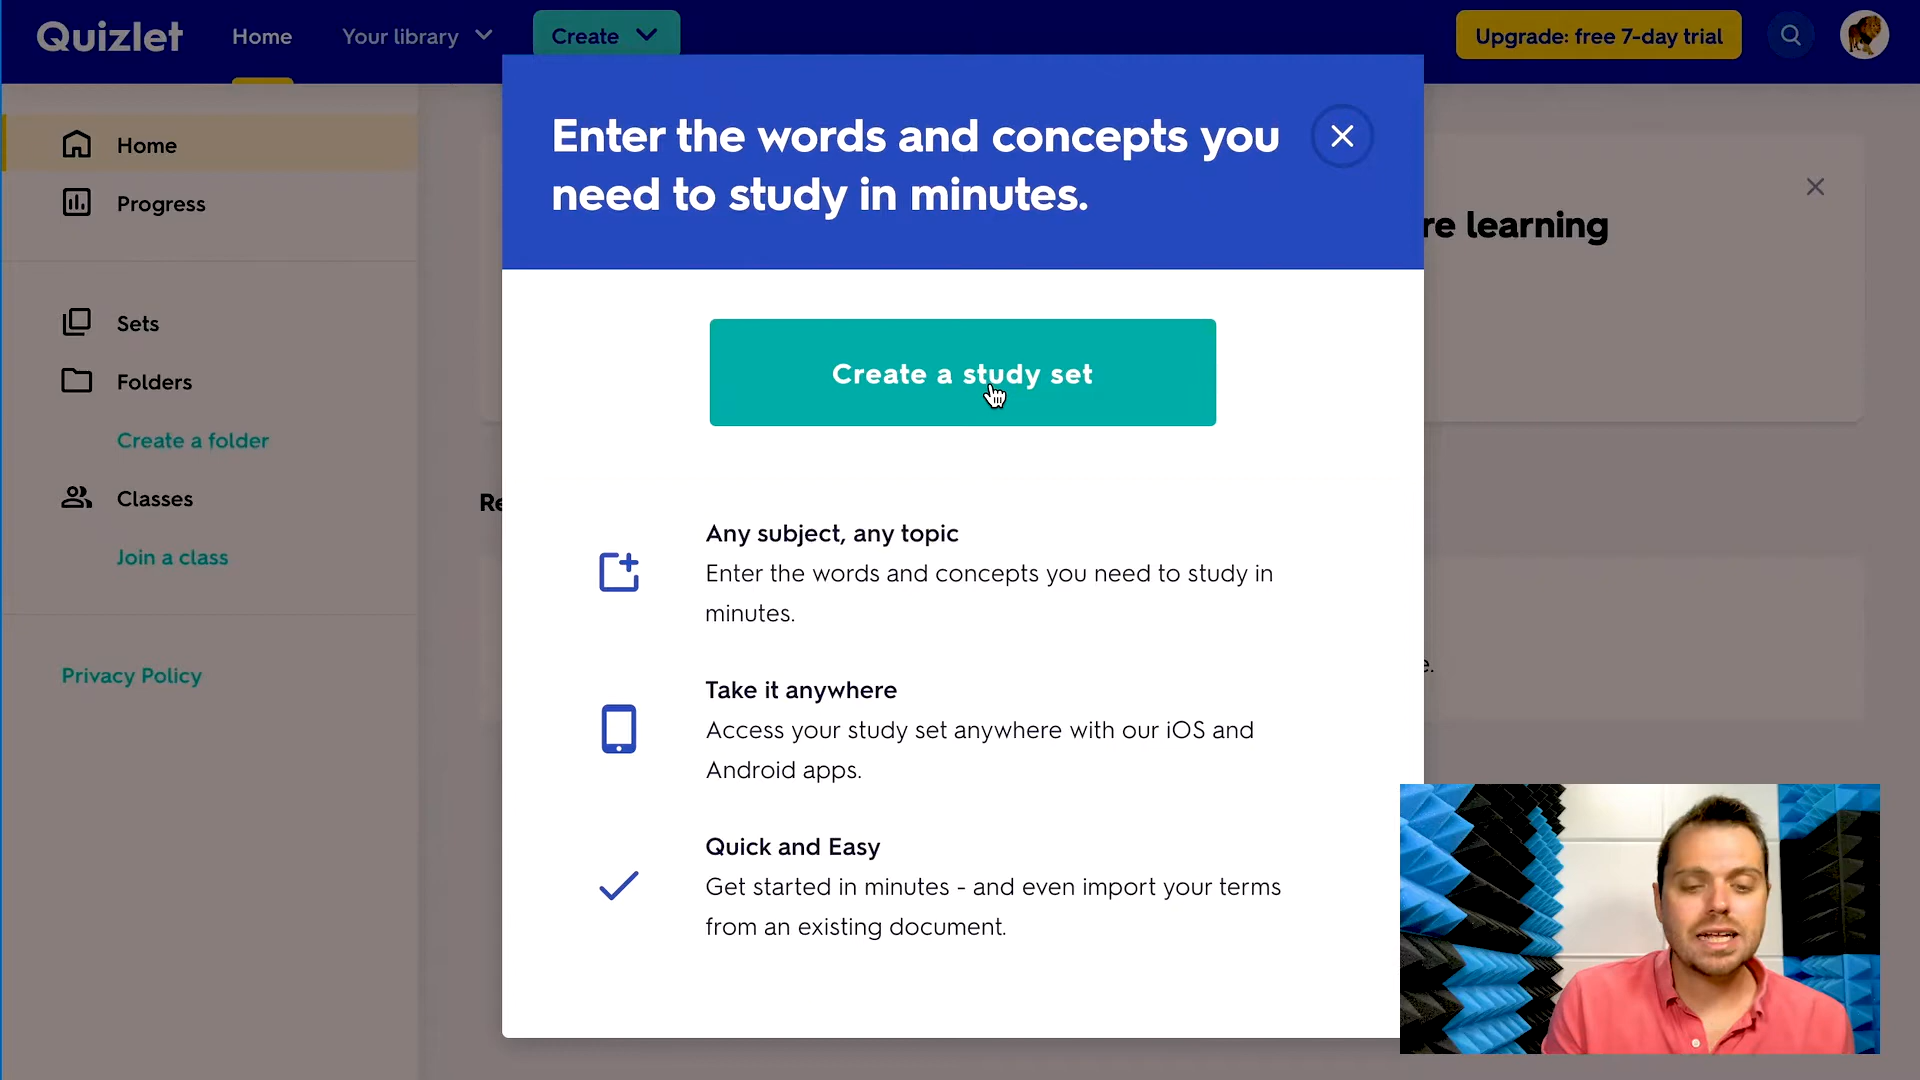 Quizlet
Home
Your library
Create
Upgrade: free 7-day trial
Home
Progress
Sets
Folders
Create a folder
Classes
Join a class
Privacy Policy
Enter the words and concepts you
need to study in minutes.
re learning
Create a study set
Re
Any subject, any topic
Enter the words and concepts you need to study in
minutes.
e.
Take it anywhere
Access your study set anywhere with our iOS and
Android apps.
Quick and Easy
Get started in minutes - and even import your terms
from an existing document.